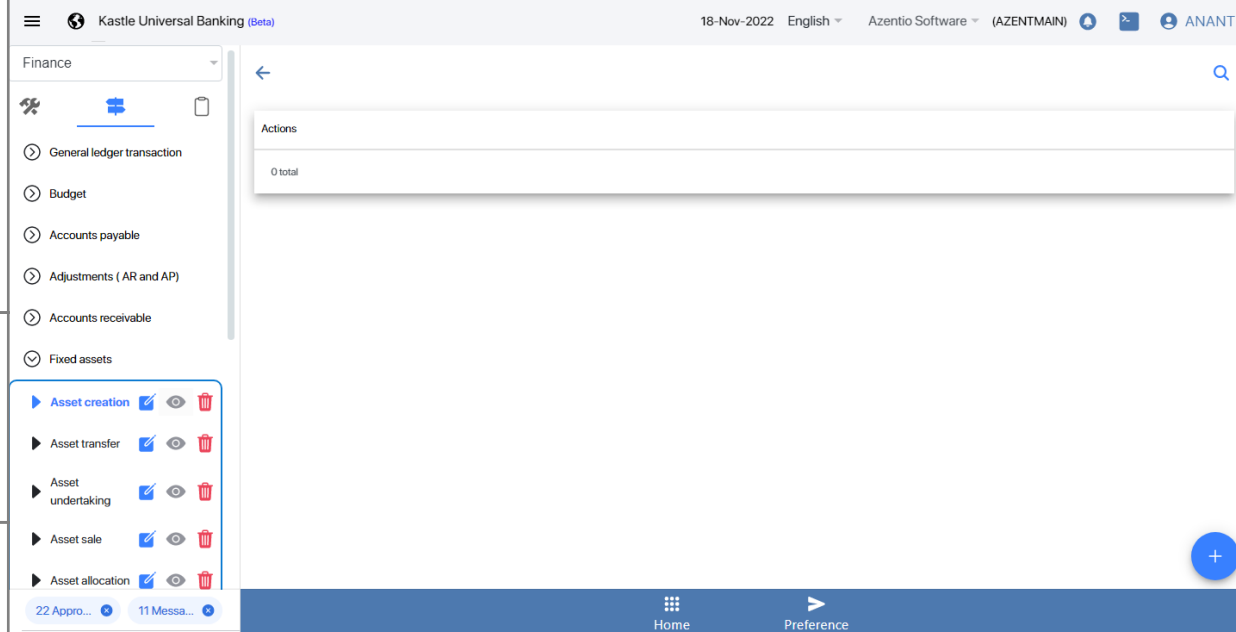 Kastle Universal Banking (Beta)
18-Nov-2022 English Azentio Software (AZENTMAIN) ANANT
Finance
General ledger transaction
Budget
Accounts payable
Adjustments ( AR and AP)
Accounts receivable
Fixed assets
Asset creation
Asset transfer
Asset
undertaking
Asset sale
Asset allocation
22 Appro...
11 Messa...
Actions
0 total
Home
Preference